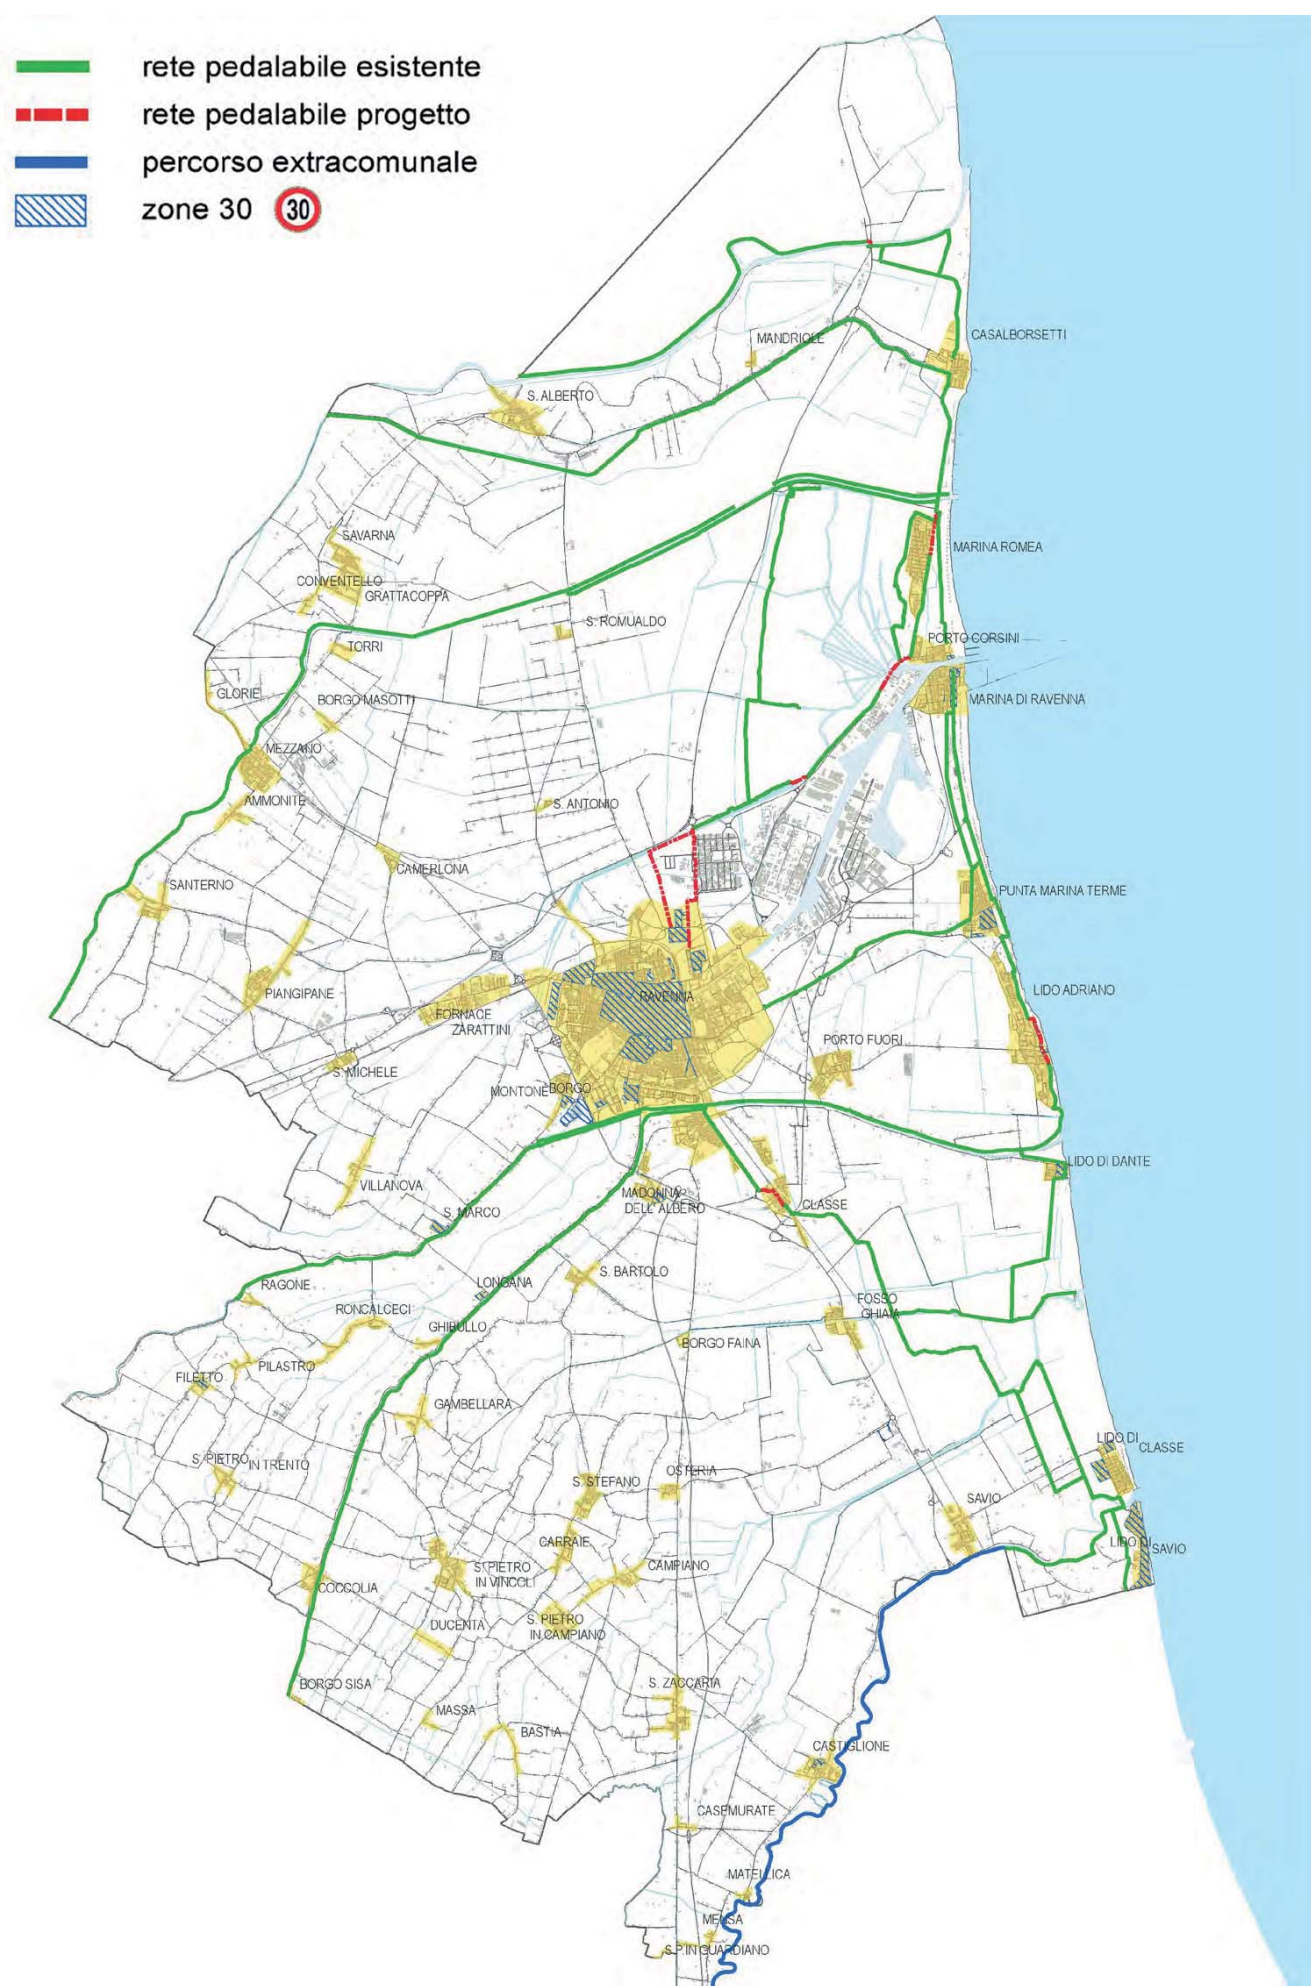 rete pedalabile esistente
rete pedalabile progetto
percorso extracomunale
zone 30 30
CASALBORSETTI
MANDRIOLE
S. ALBERTO
SAVARNA
MARINA ROMEA
CONVENTELLO
GRATTACOPPA
S. ROMUALDO
PORTO CORSINI
TORRI
GLORIE
BORGO MASOTTI
MARINA DI RAVENNA
MEZZANO
AMMONITE
S. ANTONIO
CAMERLONA
SANTERNO
PUNTA MARINA TERME
PIANGIPANE
LIDO ADRIANO
RAVENNA
FORNACE
ZARATTINI
PORTO FUORI
S. MICHELE
MONTONE
BORGO
LIDO DI DANTE
VILLANOVA
MADONNA
DELL' ALBERO
CLASSE
S. MARCO
S. BARTOLO
LONGANA
RAGONE
FOSSO
GHIAIA
RONCALCECI
GHIBULLO
BORGO FAINA
PILASTRO
FILETTO
GAMBELLARA
LIDO DI
CLASSE
S. PIETRO
IN TRENTO
OSTERIA
S. STEFANO
SAVIO
CARRAIE
LIDO DI
SAVIO
S. PIETRO
IN VINCOLI
CAMPIANO
COCCOLIA
S. PIETRO
IN CAMPIANO
DUCENTA
BORGO SISA
S. ZACCARIA
MASSA
BASTIA
CASTIGLIONE
CASEMURATE
MATELLICA
MENSA
S.P.IN GUARDIANO